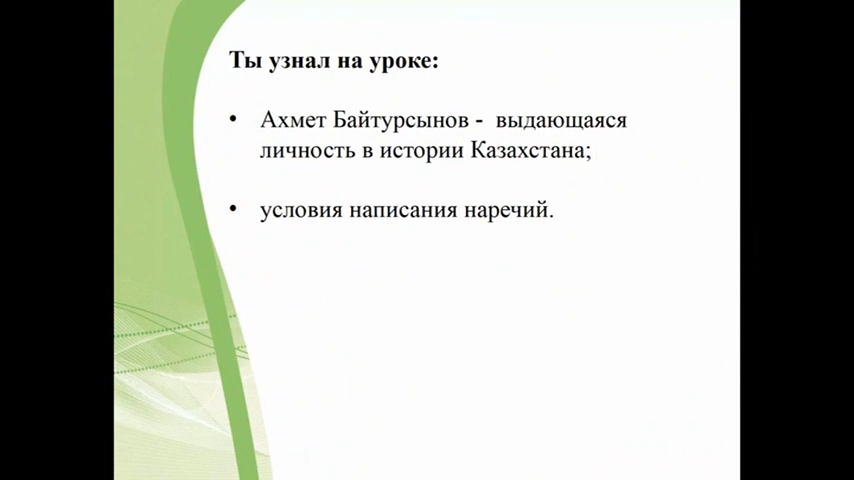 Ты узнал на уроке:
• Ахмет Байтурсынов - выдающаяся
личность в истории Казахстана;
• условия написания наречий.